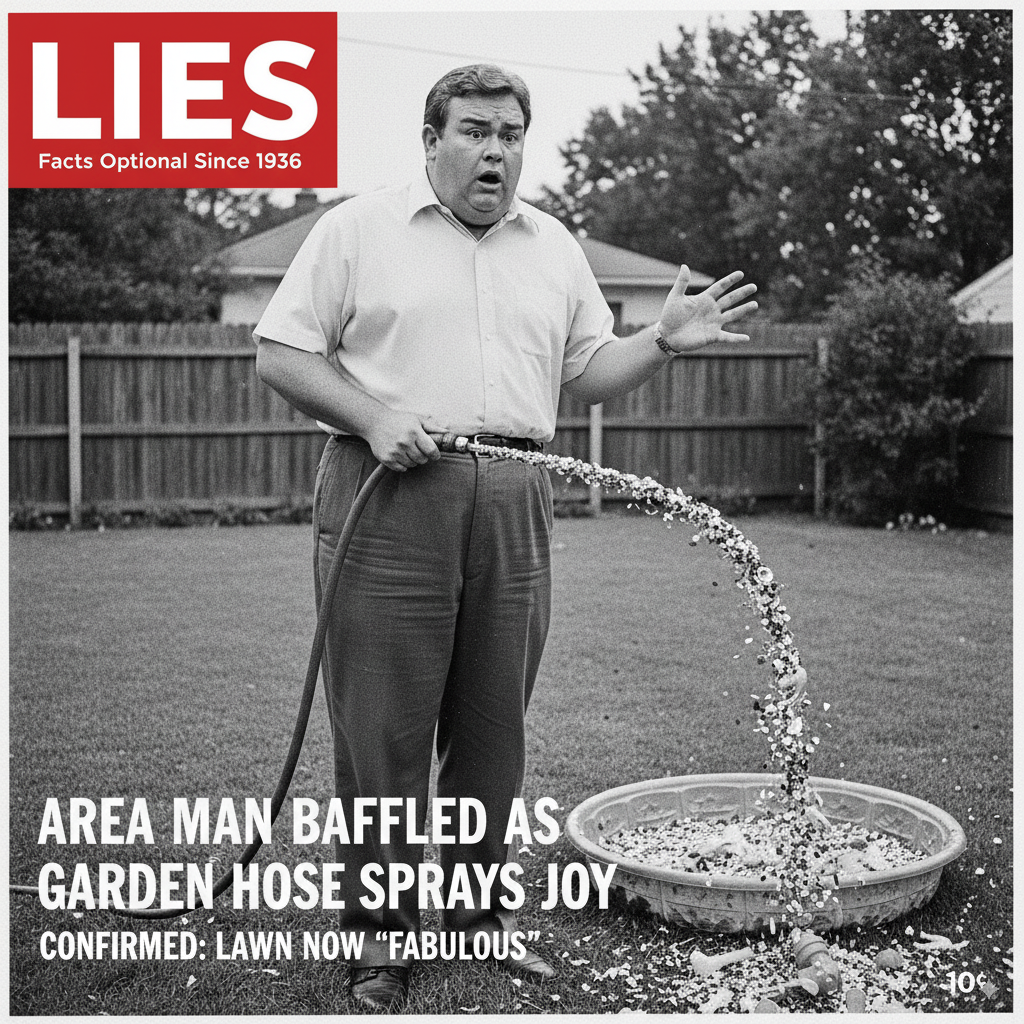 LIES
Facts Optional Since 1936
AREA MAN BAFFLED AS
GARDEN HOSE SPRAYS JOY
CONFIRMED: LAWN NOW “FABULOUS”
10¢